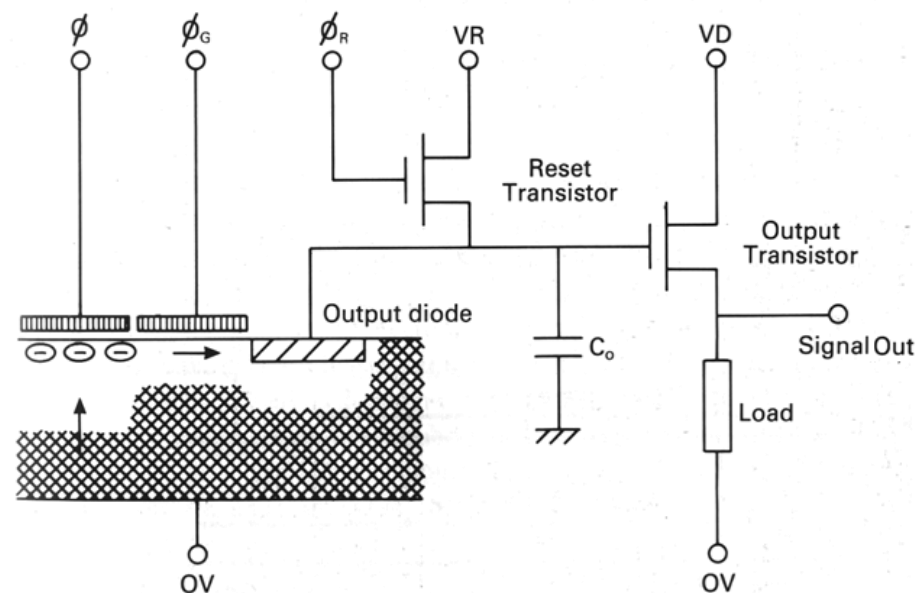 ϕ
ϕG
ϕR
VR
VD
Reset
Transistor
Output
Transistor
Output diode
Co
Signal Out
Load
OV
OV